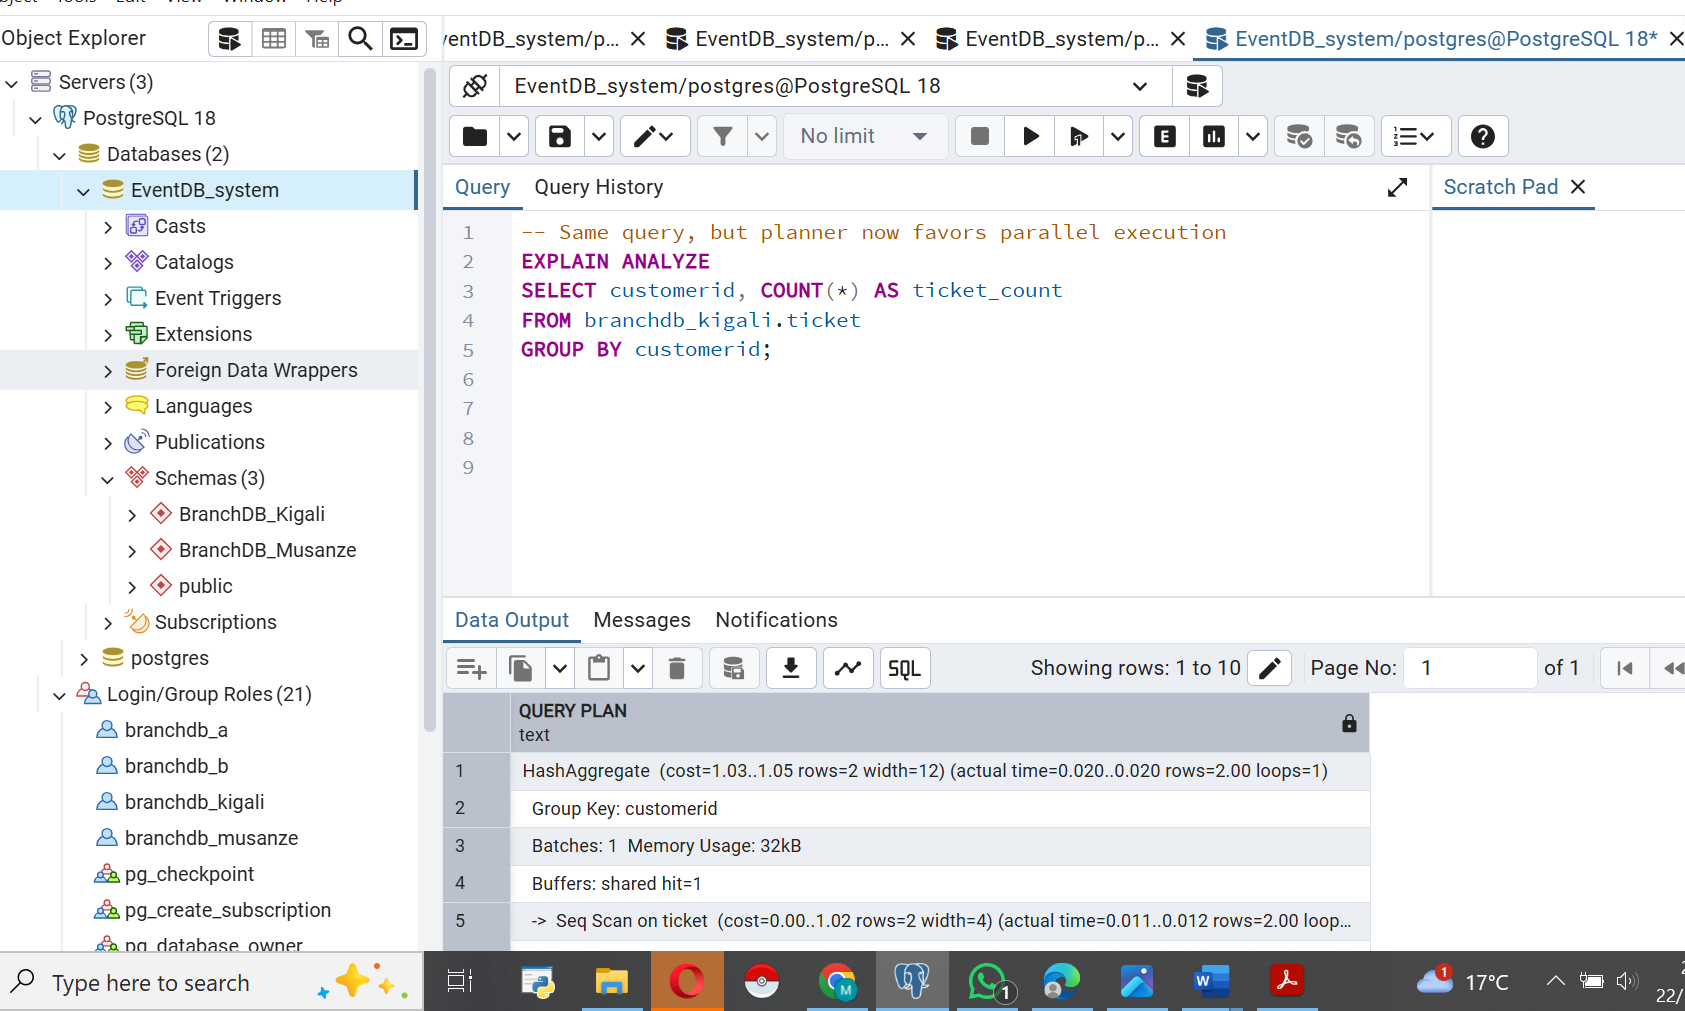 Tools Edit View Window Help
Object Explorer
EventDB_system/p...
EventDB_system/p...
EventDB_system/postgres@PostgreSQL 18*
Servers (3)
PostgreSQL 18
Databases (2)
EventDB_system
Casts
Catalogs
Event Triggers
Extensions
Foreign Data Wrappers
Languages
Publications
Schemas (3)
BranchDB_Kigali
BranchDB_Musanze
public
Subscriptions
postgres
Login/Group Roles (21)
branchdb_a
branchdb_b
branchdb_kigali
branchdb_musanze
pg_checkpoint
pg_create_subscription
pg_database_owner
EventDB_system/postgres@PostgreSQL 18
No limit
E
Query Query History
Scratch Pad
1 -- Same query, but planner now favors parallel execution
2 EXPLAIN ANALYZE
3 SELECT customerid, COUNT(*) AS ticket_count
4 FROM branchdb_kigali.ticket
5 GROUP BY customerid;
6
7
8
9
Data Output Messages Notifications
SQL
Showing rows: 1 to 10
Page No: 1 of 1
QUERY PLAN
text
1 HashAggregate (cost=1.03..1.05 rows=2 width=12) (actual time=0.020..0.020 rows=2.00 loops=1)
2 Group Key: customerid
3 Batches: 1 Memory Usage: 32kB
4 Buffers: shared hit=1
5 -> Seq Scan on ticket (cost=0.00..1.02 rows=2 width=4) (actual time=0.011..0.012 rows=2.00 loop...
Type here to search
M
1
W
1
17°C
22/